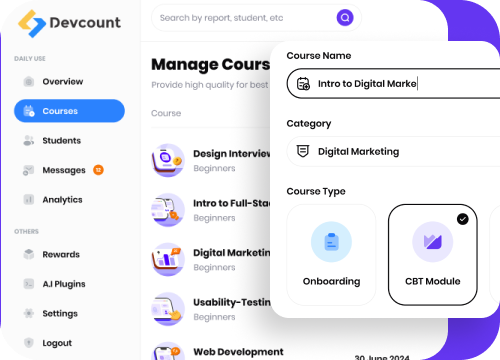 Devcount
Search by report, student, etc
DAILY USE
Overview
Courses
Students
Messages
Analytics
OTHERS
Rewards
A.I Plugins
Settings
Logout
Manage Cours
Provide high quality for best
Course
Design Interview
Beginners
Intro to Full-Stac
Beginners
Digital Marketin
Beginners
Usability-Testin
Beginners
Web Development
30 June 2024
Course Name
Intro to Digital Marke
Category
Digital Marketing
Course Type
Onboarding
CBT Module